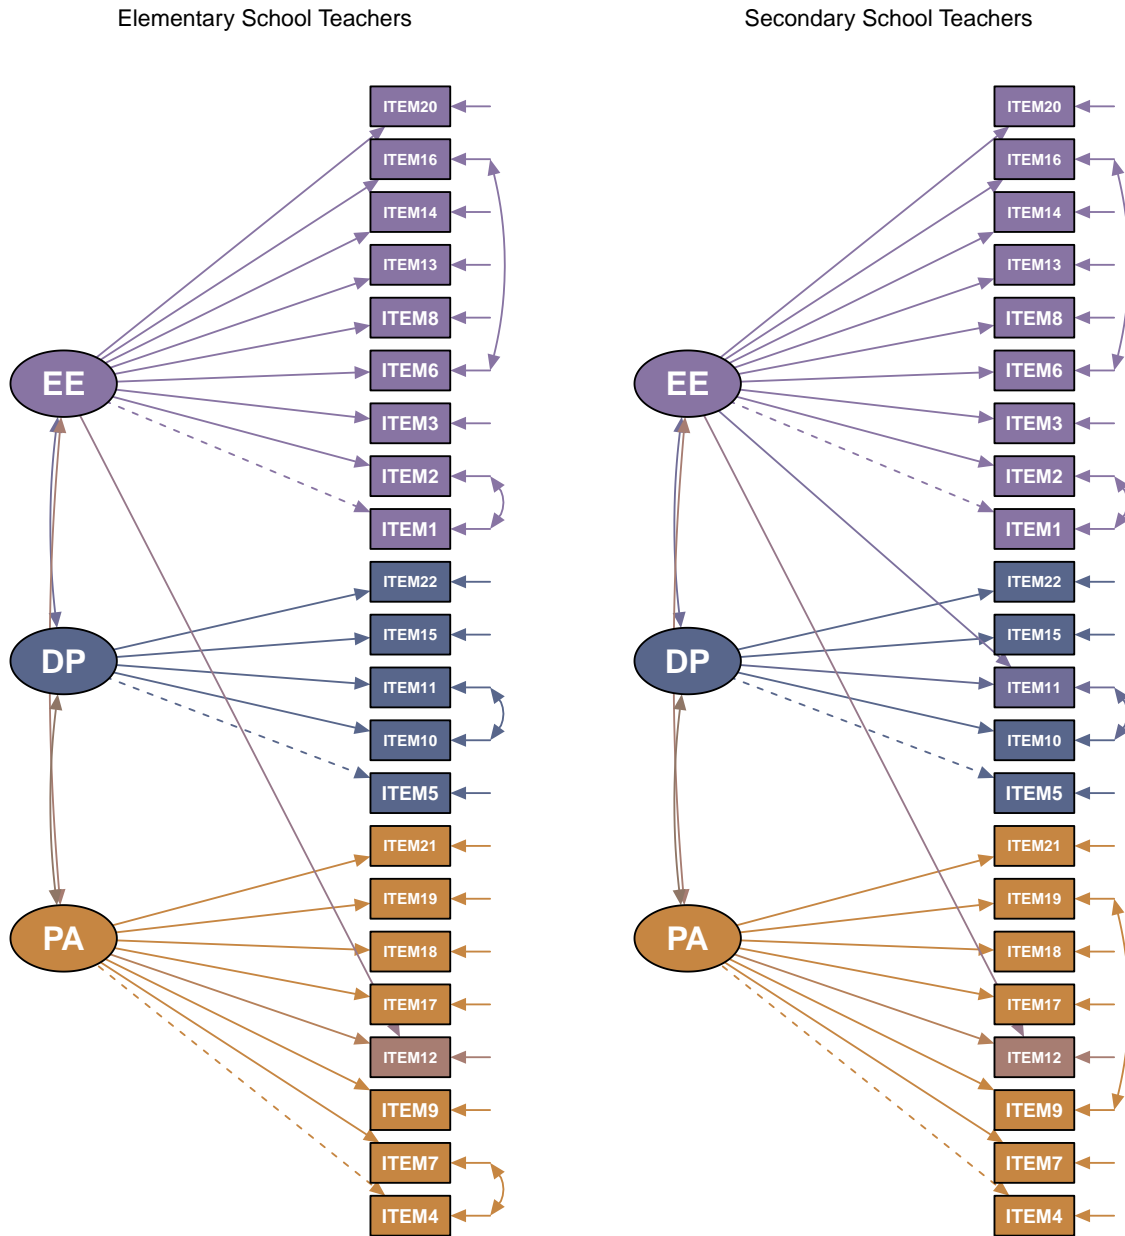 Elementary School Teachers
ITEM20
ITEM16
ITEM14
ITEM13
ITEM8
EE
ITEM6
ITEM3
ITEM2
ITEM1
ITEM22
ITEM15
DP
ITEM11
ITEM10
ITEM5
ITEM21
ITEM19
PA
ITEM18
ITEM17
ITEM12
ITEM9
ITEM7
ITEM4
Secondary School Teachers
ITEM20
ITEM16
ITEM14
ITEM13
ITEM8
EE
ITEM6
ITEM3
ITEM2
ITEM1
ITEM22
ITEM15
DP
ITEM11
ITEM10
ITEM5
ITEM21
ITEM19
PA
ITEM18
ITEM17
ITEM12
ITEM9
ITEM7
ITEM4